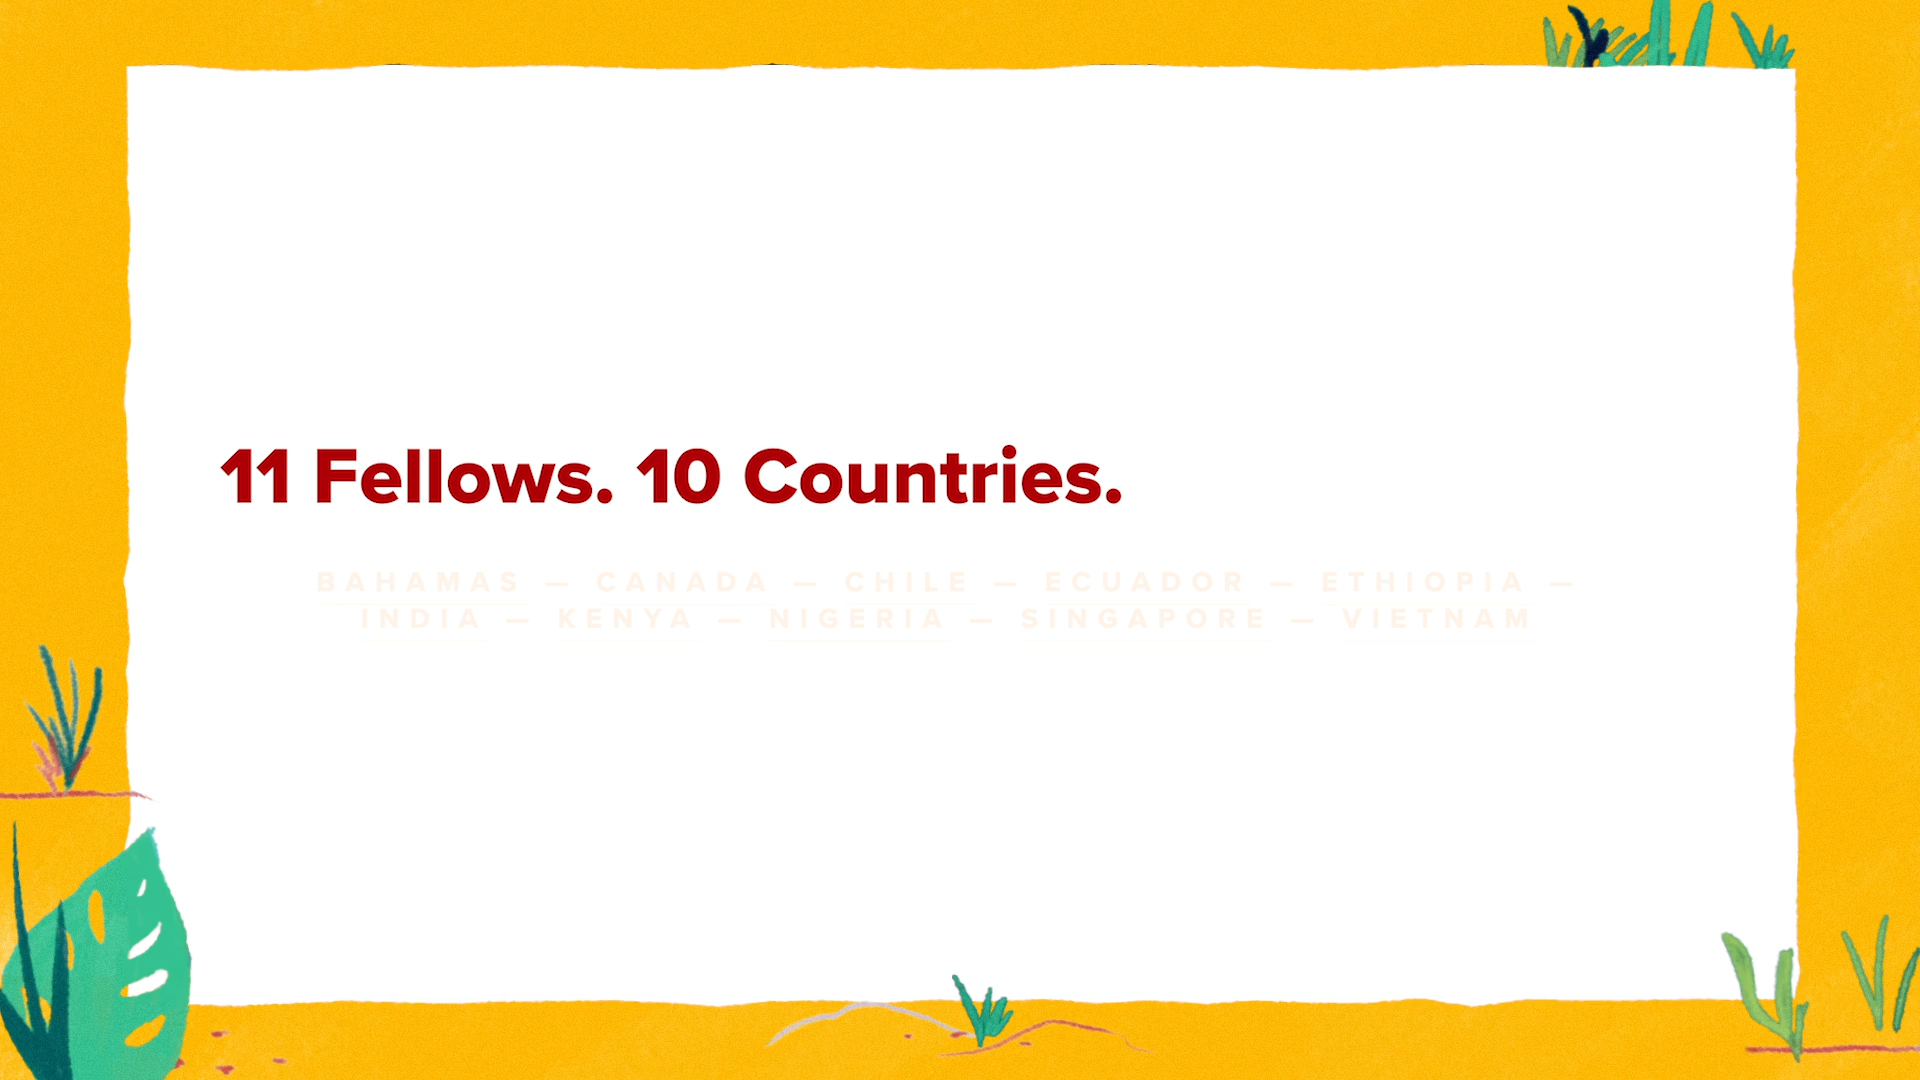 11 Fellows. 10 Countries.
BAHAMAS — CANADA — CHILE — ECUADOR — ETHIOPIA —
INDIA — KENYA — NIGERIA — SINGAPORE — VIETNAM